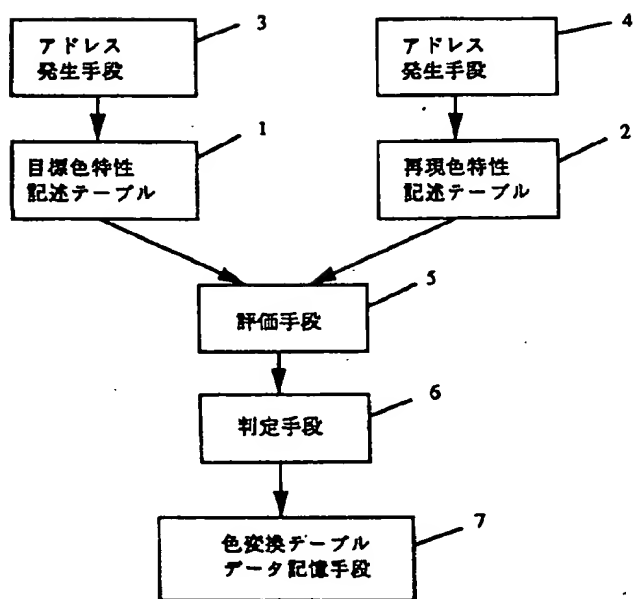 アドレス
発生手段
3
アドレス
発生手段
4
目標色特性
記述テーブル
1
再現色特性
記述テーブル
2
評価手段
5
判定手段
6
色変換テーブル
データ記憶手段
7